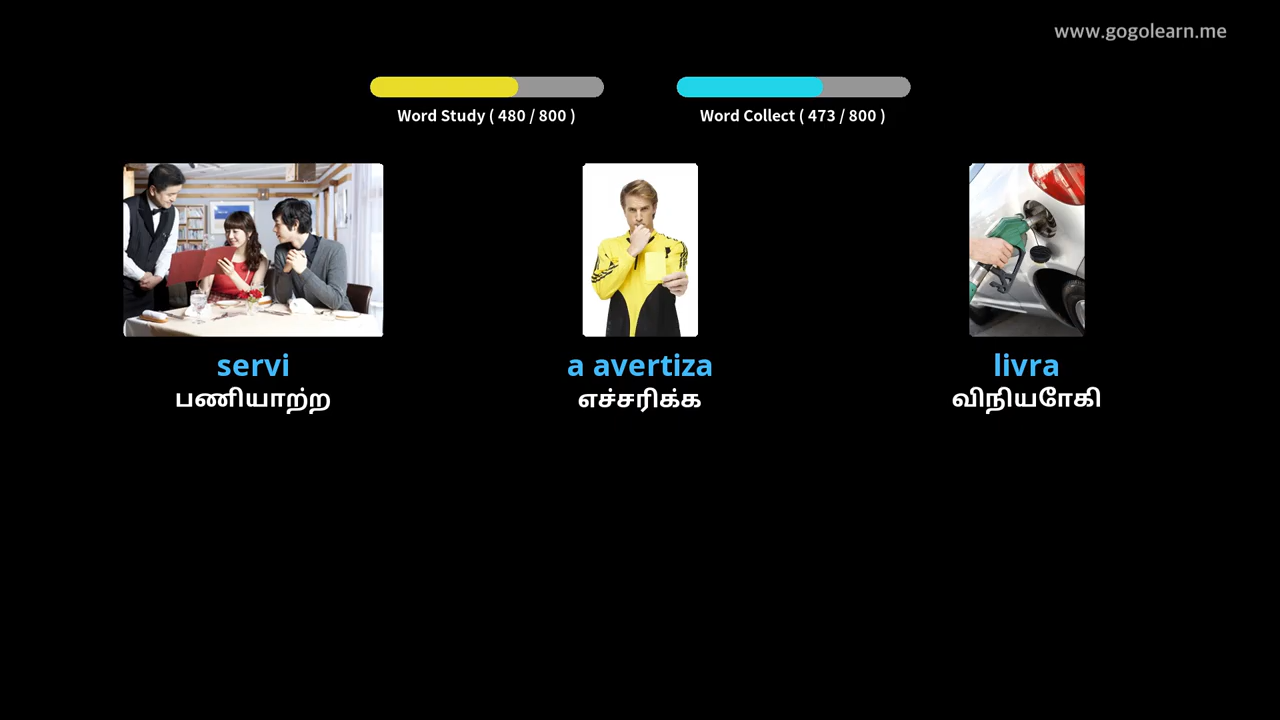 www.gogolearn.me
Word Study ( 480 / 800 )
Word Collect ( 473 / 800 )
servi
பணியாற்ற
a avertiza
எச்சரிக்க
livra
வினியோகி